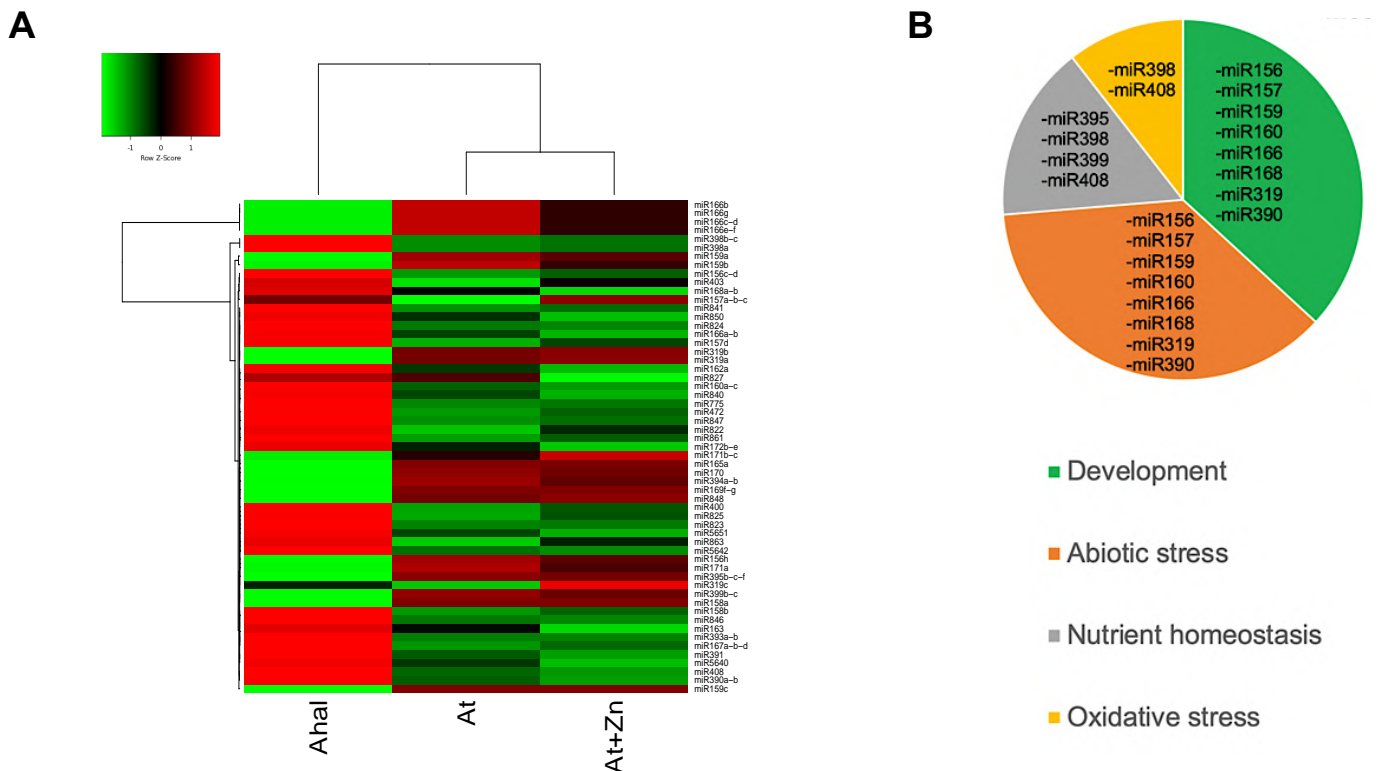 A
-1
0
1
Row Z-Score
miR166b
miR166g
miR166c-d
miR166e-f
miR398b-c
miR398a
miR159a
miR159b
miR156c-d
miR403
miR168a-b
miR157a-b-c
miR841
miR850
miR824
miR166a-b
miR157d
miR319b
miR319a
miR162a
miR827
miR160a-c
miR840
miR775
miR472
miR847
miR822
miR861
miR172b-e
miR171b-c
miR165a
miR170
miR394a-b
miR169f-g
miR848
miR400
miR825
miR823
miR5651
miR863
miR5642
miR156h
miR171a
miR395b-c-f
miR319c
miR399b-c
miR158a
miR158b
miR846
miR163
miR393a-b
miR167a-b-d
miR391
miR5640
miR408
miR390a-b
miR159c
Ahal
At
At+Zn
B
-miR398
-miR408
-miR395
-miR398
-miR399
-miR408
-miR156
-miR157
-miR159
-miR160
-miR166
-miR168
-miR319
-miR390
-miR156
-miR157
-miR159
-miR160
-miR166
-miR168
-miR319
-miR390
Development
Abiotic stress
Nutrient homeostasis
Oxidative stress